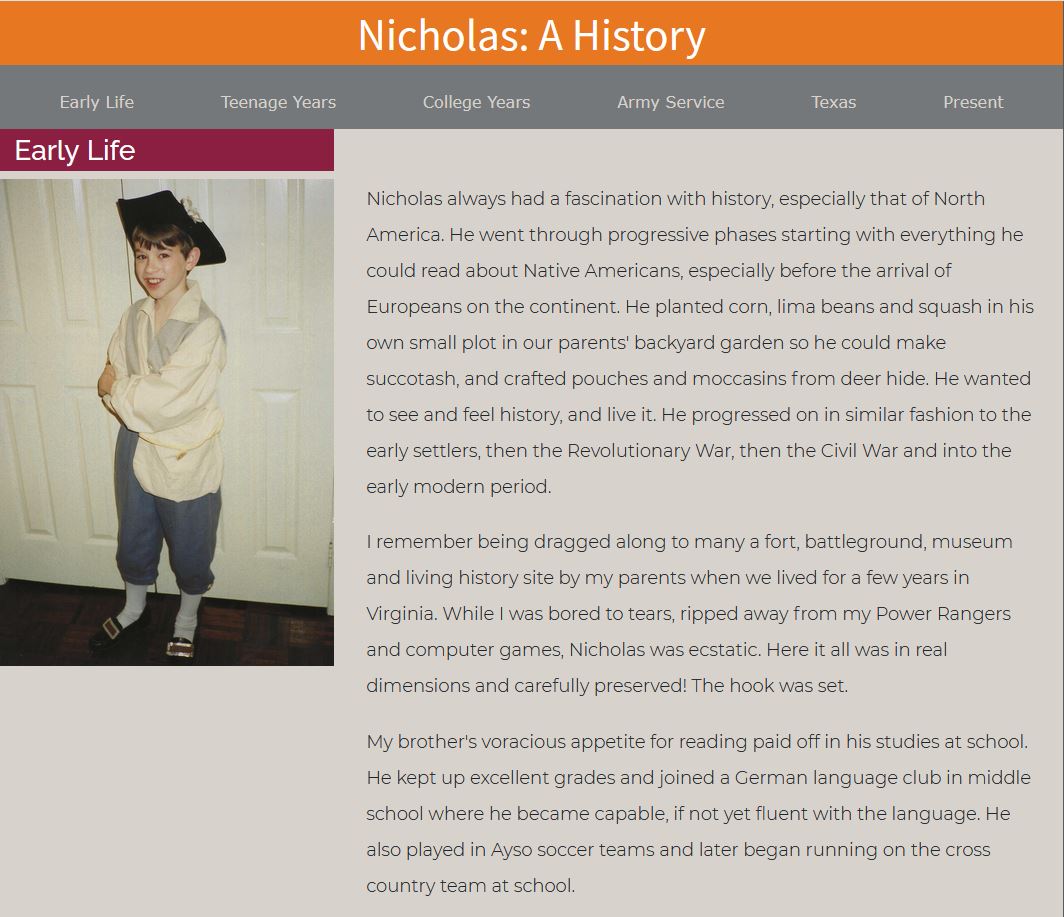 Nicholas: A History
Early Life
Teenage Years
College Years
Army Service
Texas
Present
Early Life
Nicholas always had a fascination with history, especially that of North
America. He went through progressive phases starting with everything he
could read about Native Americans, especially before the arrival of
Europeans on the continent. He planted corn, lima beans and squash in his
own small plot in our parents' backyard garden so he could make
succotash, and crafted pouches and moccasins from deer hide. He wanted
to see and feel history, and live it. He progressed on in similar fashion to the
early settlers, then the Revolutionary War, then the Civil War and into the
early modern period.
I remember being dragged along to many a fort, battleground, museum
and living history site by my parents when we lived for a few years in
Virginia. While I was bored to tears, ripped away from my Power Rangers
and computer games, Nicholas was ecstatic. Here it all was in real
dimensions and carefully preserved! The hook was set.
My brother's voracious appetite for reading paid off in his studies at school.
He kept up excellent grades and joined a German language club in middle
school where he became capable, if not yet fluent with the language. He
also played in Ayso soccer teams and later began running on the cross
country team at school.